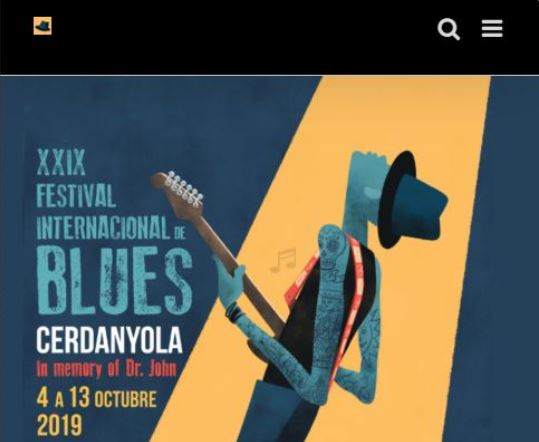 XXIX
FESTIVAL
INTERNACIONAL DE
BLUES
CERDANYOLA
in memory of Dr. John
4 A 13 OCTUBRE
2019